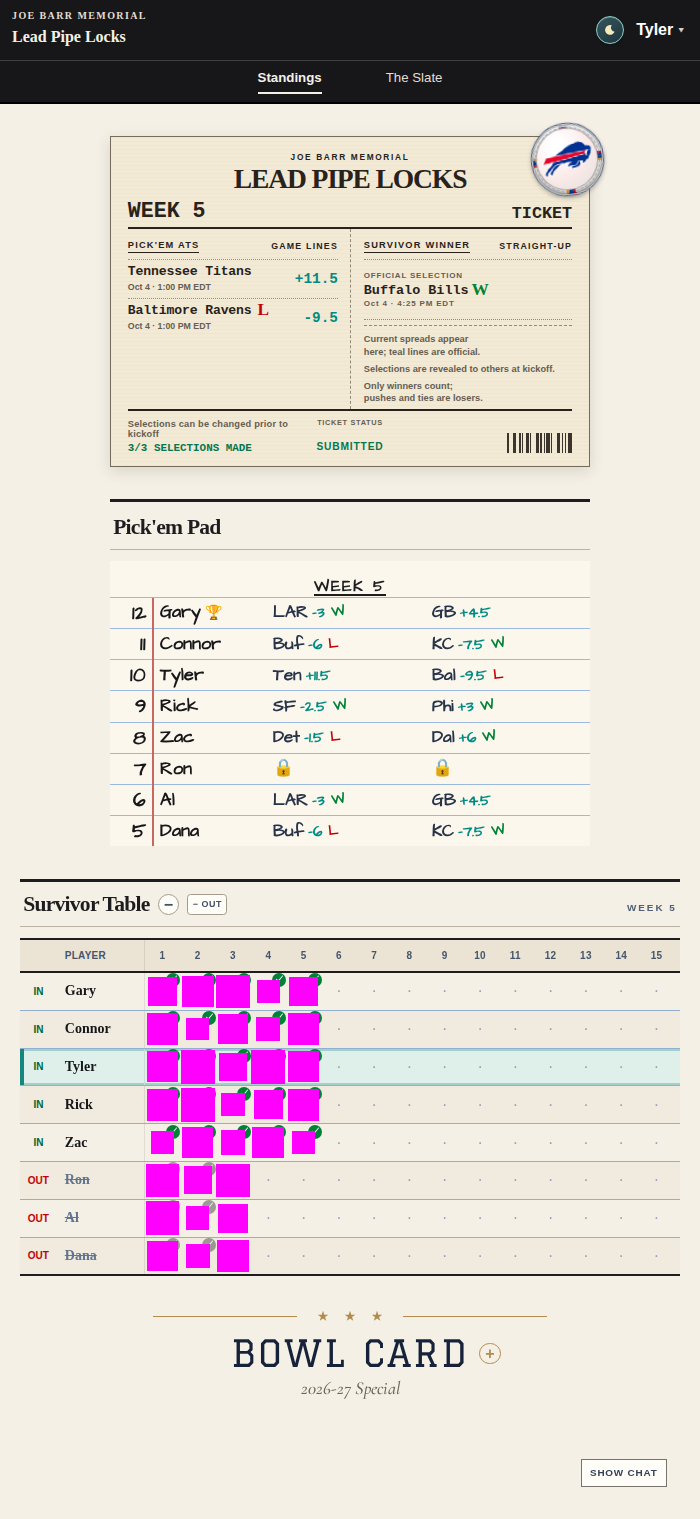 JOE BARR MEMORIAL
Lead Pipe Locks
Tyler
Standings The Slate
JOE BARR MEMORIAL
LEAD PIPE LOCKS
WEEK 5 TICKET
PICK'EM ATS GAME LINES
Tennessee Titans +11.5
Oct 4 · 1:00 PM EDT
Baltimore Ravens L -9.5
Oct 4 · 1:00 PM EDT
SURVIVOR WINNER STRAIGHT-UP
OFFICIAL SELECTION
Buffalo Bills W
Oct 4 · 4:25 PM EDT
Current spreads appear
here; teal lines are official.
Selections are revealed to others at kickoff.
Only winners count;
pushes and ties are losers.
Selections can be changed prior to
kickoff
3/3 SELECTIONS MADE
TICKET STATUS
SUBMITTED
Pick'em Pad
WEEK 5
12 Gary 🏆 LAR -3 W GB +4.5
11 Connor Buf -6 L KC -7.5 W
10 Tyler Ten +11.5 Bal -9.5 L
9 Rick SF -2.5 W Phi +3 W
8 Zac Det -1.5 L Dal +6 W
7 Ron 🔒 🔒
6 Al LAR -3 W GB +4.5
5 Dana Buf -6 L KC -7.5 W
Survivor Table − − OUT WEEK 5
PLAYER 1 2 3 4 5 6 7 8 9 10 11 12 13 14 15
IN Gary · · · · · · · · · ·
IN Connor · · · · · · · · · ·
IN Tyler · · · · · · · · · ·
IN Rick · · · · · · · · · ·
IN Zac · · · · · · · · · ·
OUT Ron · · · · · · · · · · · ·
OUT Al · · · · · · · · · · · ·
OUT Dana · · · · · · · · · · · ·
★ ★ ★
BOWL CARD +
2026-27 Special
SHOW CHAT